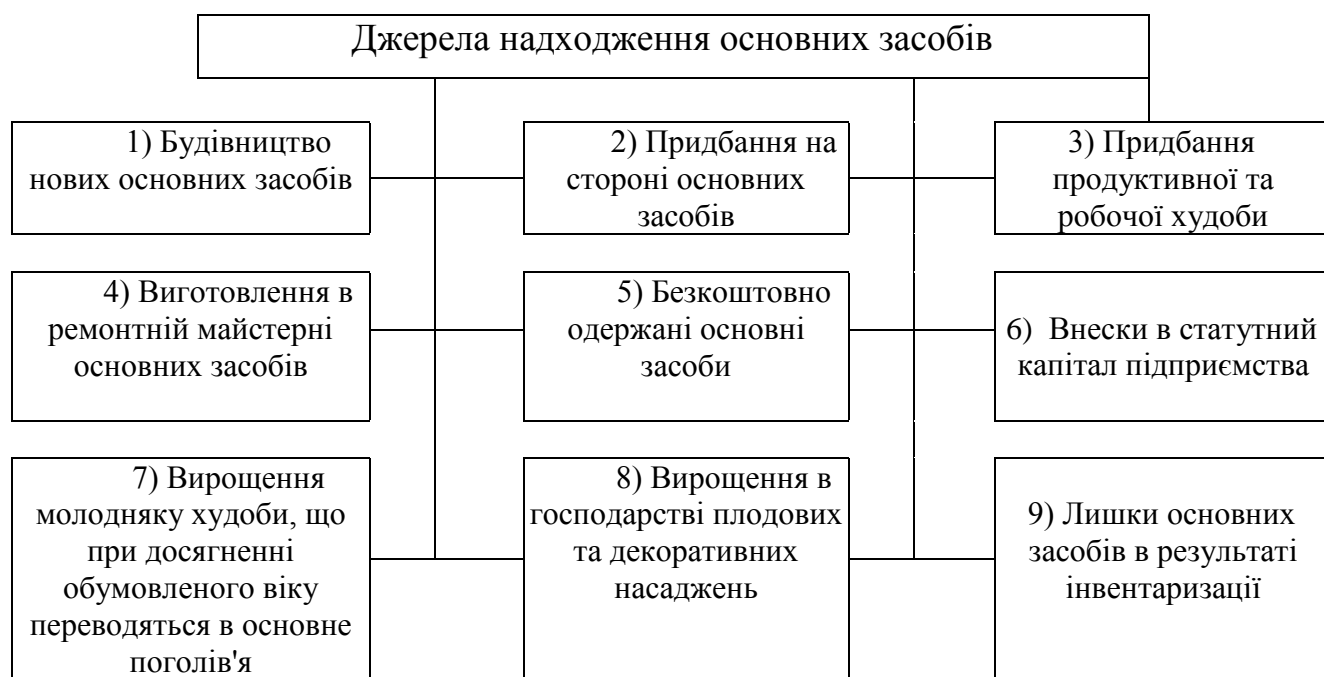 Джерела надходження основних засобів
1) Будівництво
нових основних засобів
2) Придбання на
стороні основних
засобів
3) Придбання
продуктивної та
робочої худоби
4) Виготовлення в
ремонтній майстерні
основних засобів
5) Безкоштовно
одержані основні
засоби
6) Внески в статутний
капітал підприємства
7) Вирощення
молодняку худоби, що
при досягненні
обумовленого віку
переводяться в основне
поголів'я
8) Вирощення в
господарстві плодових
та декоративних
насаджень
9) Лишки основних
засобів в результаті
інвентаризації